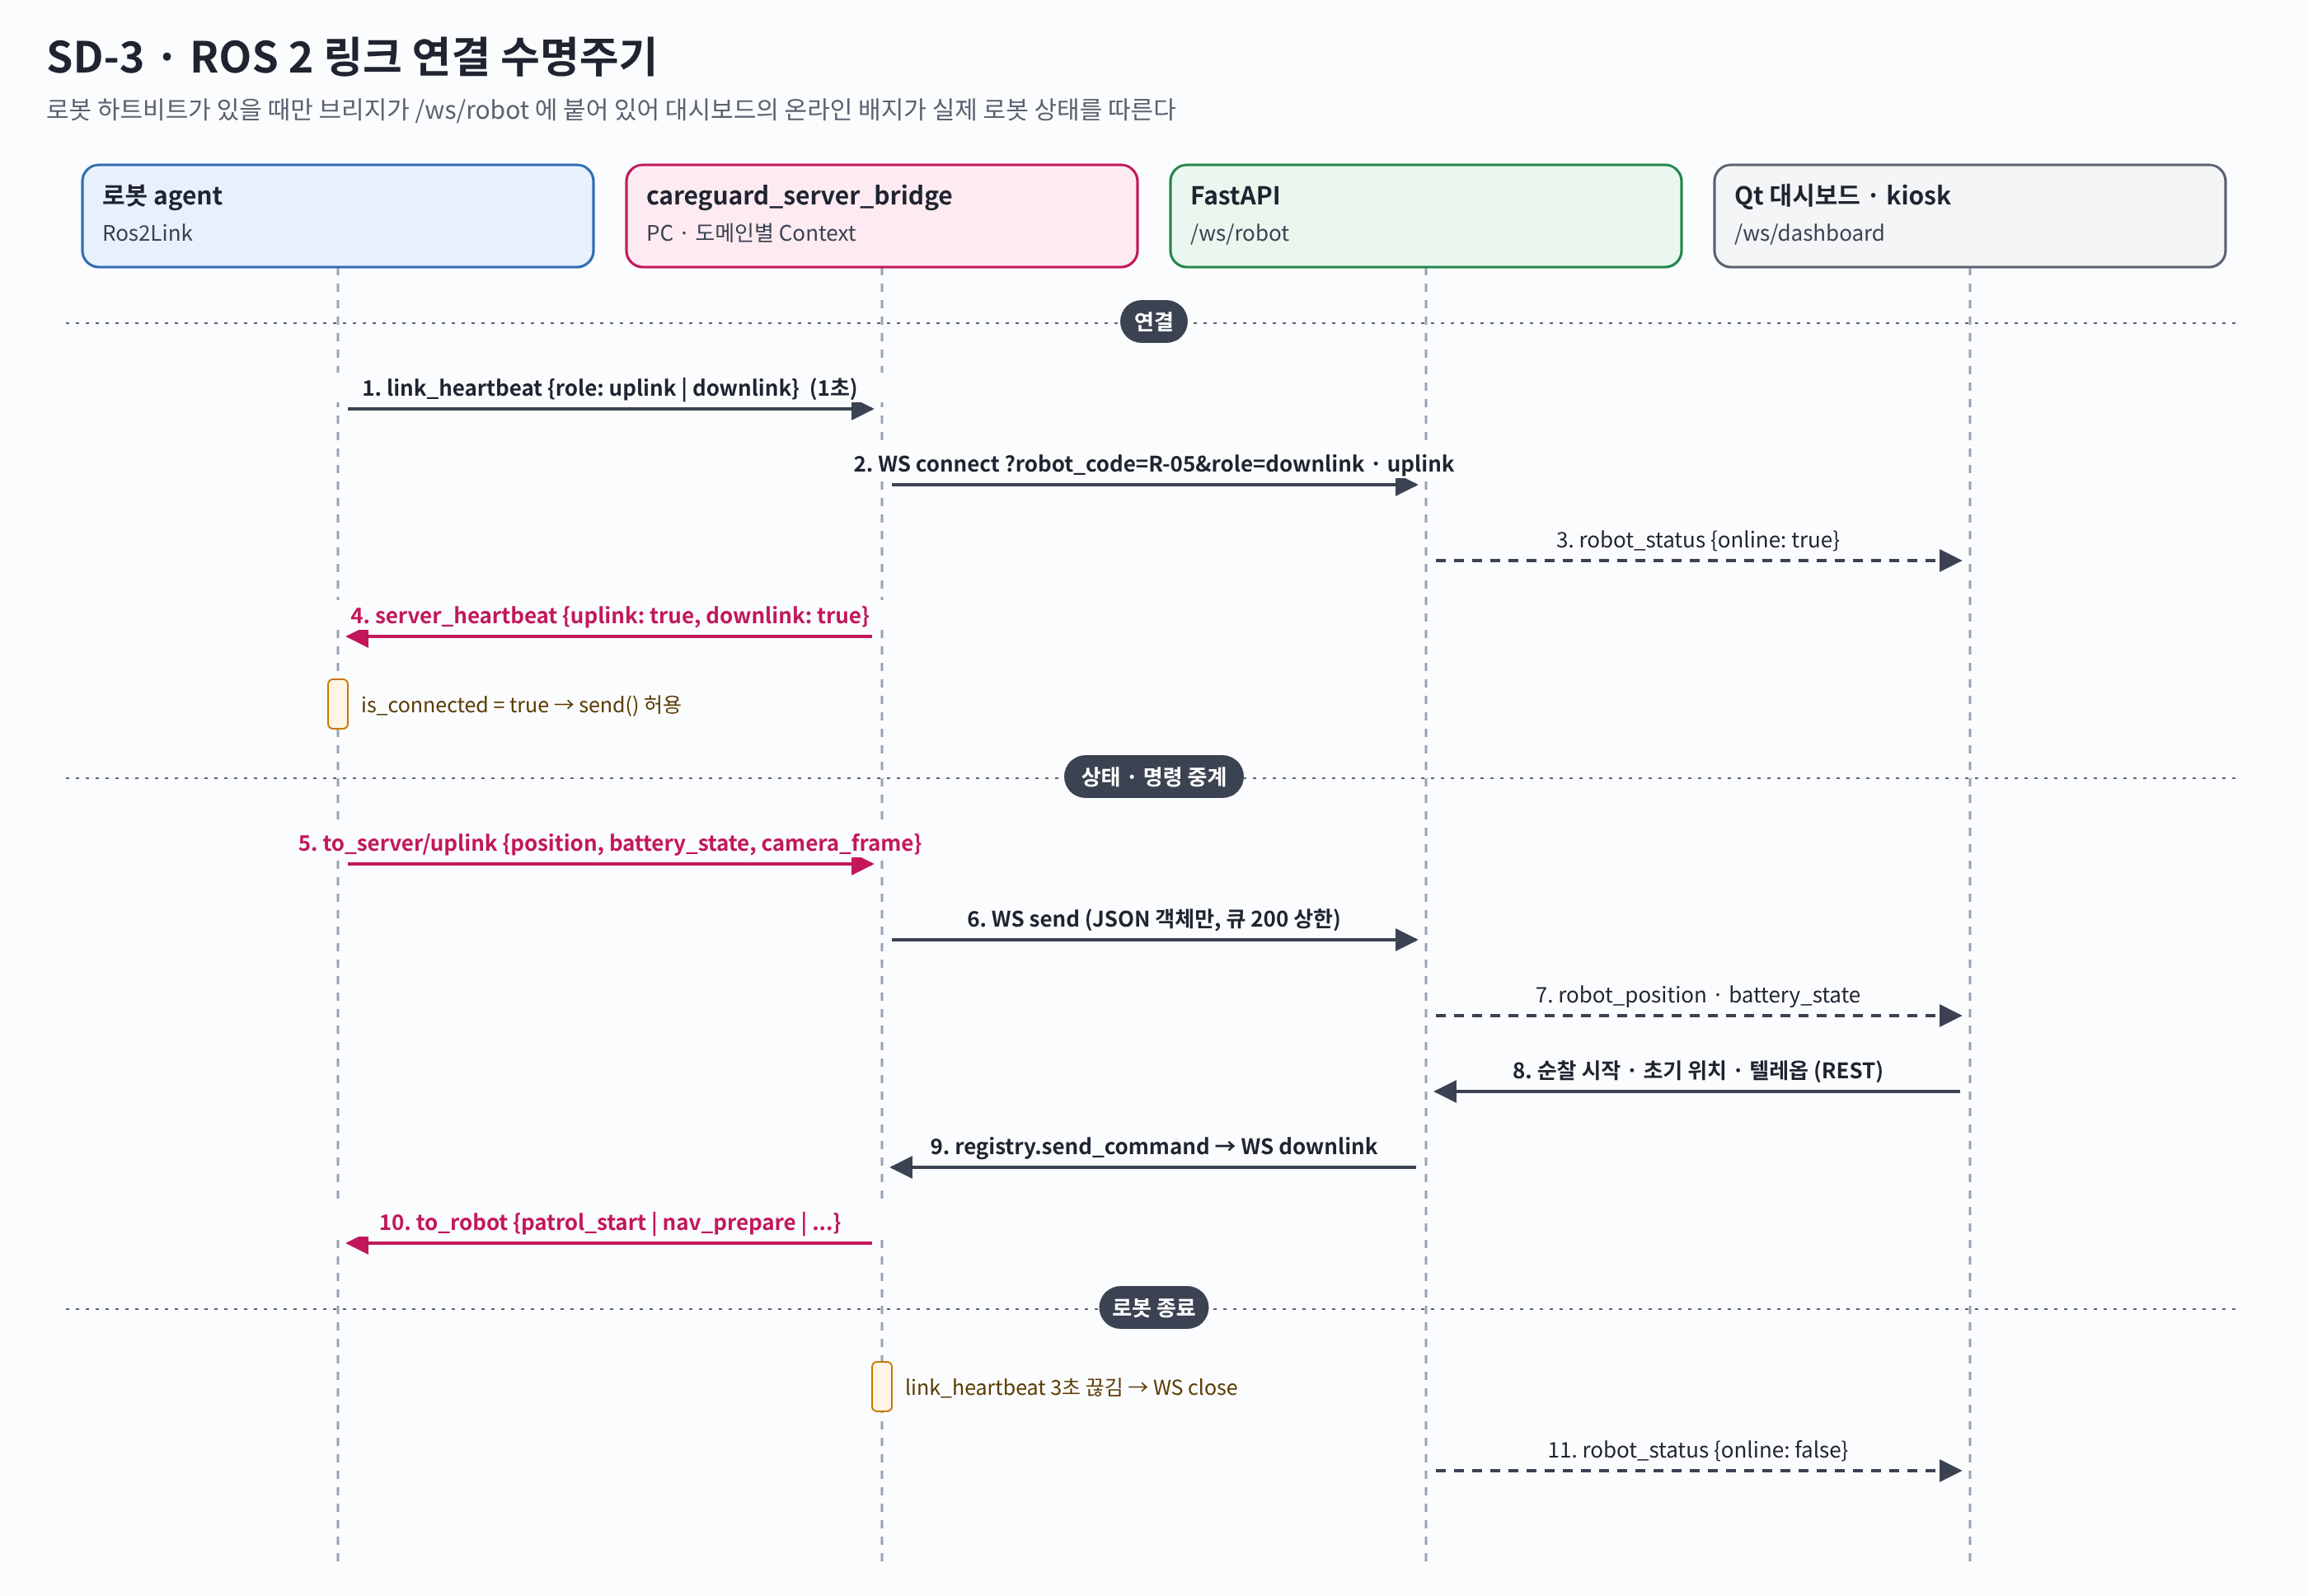 SD-3 · ROS 2 링크 연결 수명주기
로봇 하트비트가 있을 때만 브리지가 /ws/robot 에 붙어 있어 대시보드의 온라인 배지가 실제 로봇 상태를 따른다
로봇 agent
Ros2Link
careguard_server_bridge
PC · 도메인별 Context
FastAPI
/ws/robot
Qt 대시보드 · kiosk
/ws/dashboard
연결
1. link_heartbeat {role: uplink | downlink} (1초)
2. WS connect ?robot_code=R-05&role=downlink · uplink
3. robot_status {online: true}
4. server_heartbeat {uplink: true, downlink: true}
is_connected = true → send() 허용
상태 · 명령 중계
5. to_server/uplink {position, battery_state, camera_frame}
6. WS send (JSON 객체만, 큐 200 상한)
7. robot_position · battery_state
8. 순찰 시작 · 초기 위치 · 텔레옵 (REST)
9. registry.send_command → WS downlink
10. to_robot {patrol_start | nav_prepare | ...}
로봇 종료
link_heartbeat 3초 끊김 → WS close
11. robot_status {online: false}